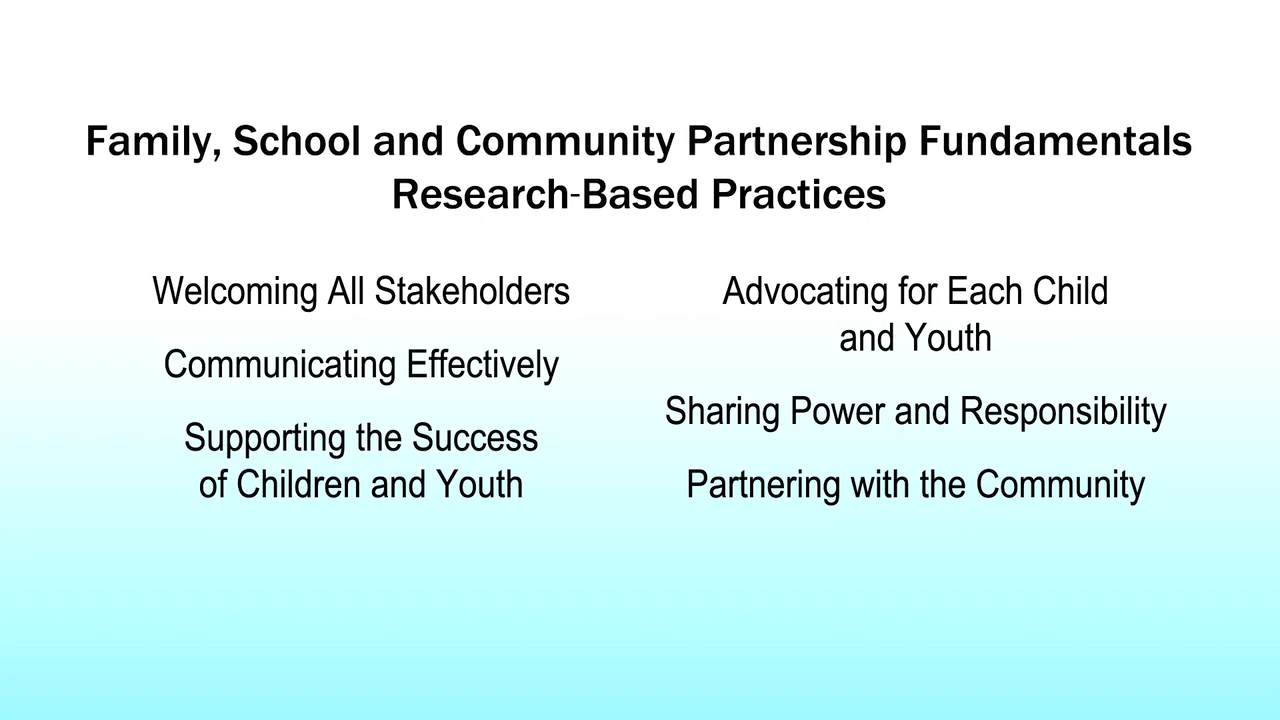 Family, School and Community Partnership Fundamentals
Research-Based Practices
Welcoming All Stakeholders
Communicating Effectively
Supporting the Success
of Children and Youth
Advocating for Each Child
and Youth
Sharing Power and Responsibility
Partnering with the Community